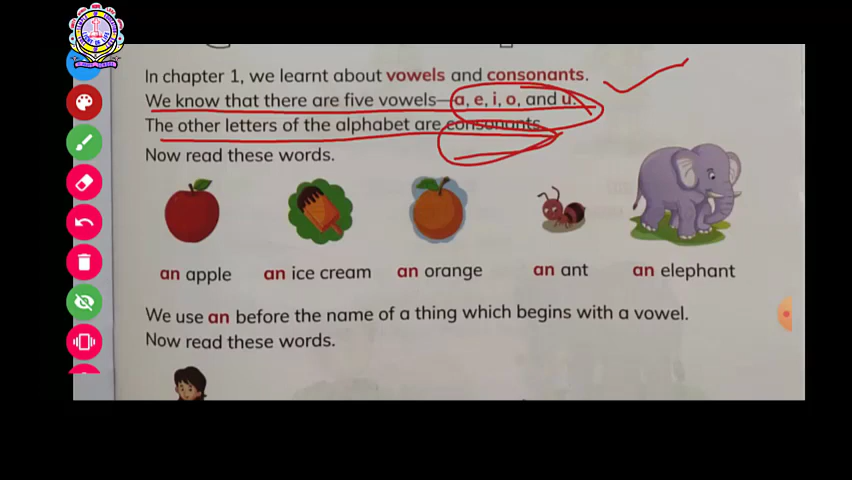 In chapter 1, we learnt about vowels and consonants.
We know that there are five vowels—a, e, i, o, and u.
The other letters of the alphabet are consonants.
Now read these words.
an apple
an ice cream
an orange
an ant
an elephant
We use an before the name of a thing which begins with a vowel.
Now read these words.